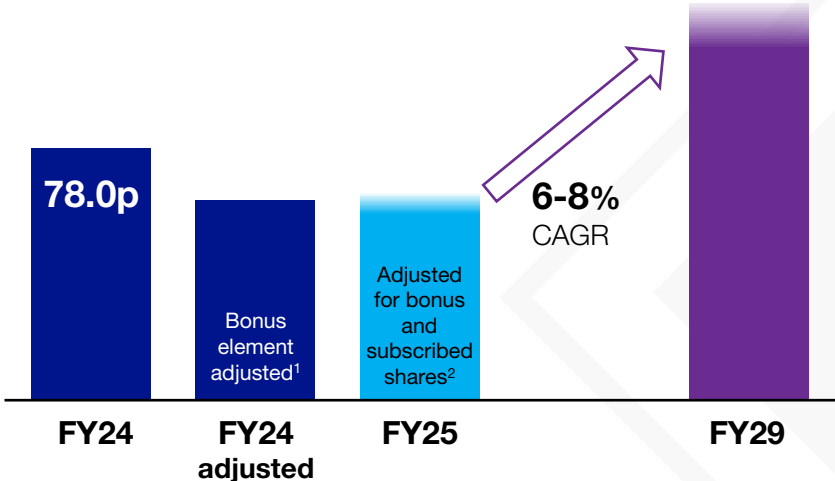 78.0p
Bonus
element
adjusted¹
Adjusted
for bonus
and
subscribed
shares²
6-8%
CAGR
FY24
FY24
adjusted
FY25
FY29